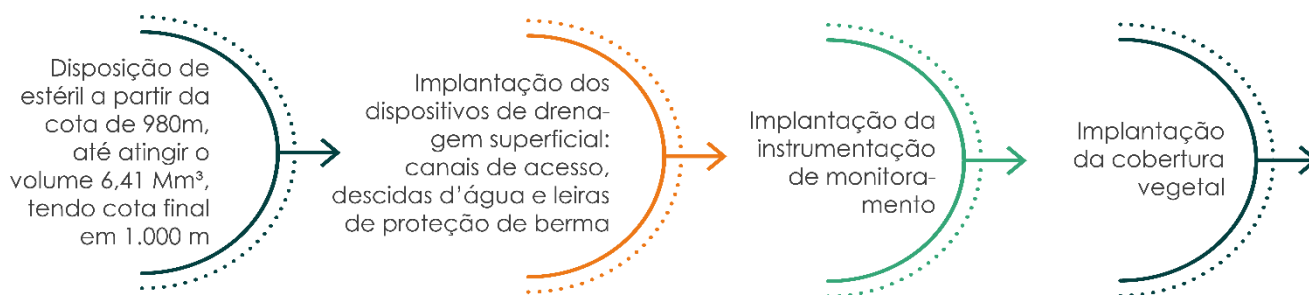 Disposição de
estéril a partir da
cota de 980m,
até atingir o
volume 6,41 Mm³,
tendo cota final
em 1.000 m
Implantação dos
dispositivos de drena-
gem superficial:
canais de acesso,
descidas d’água e leiras
de proteção de berma
Implantação da
instrumentação
de monitora-
mento
Implantação
da cobertura
vegetal